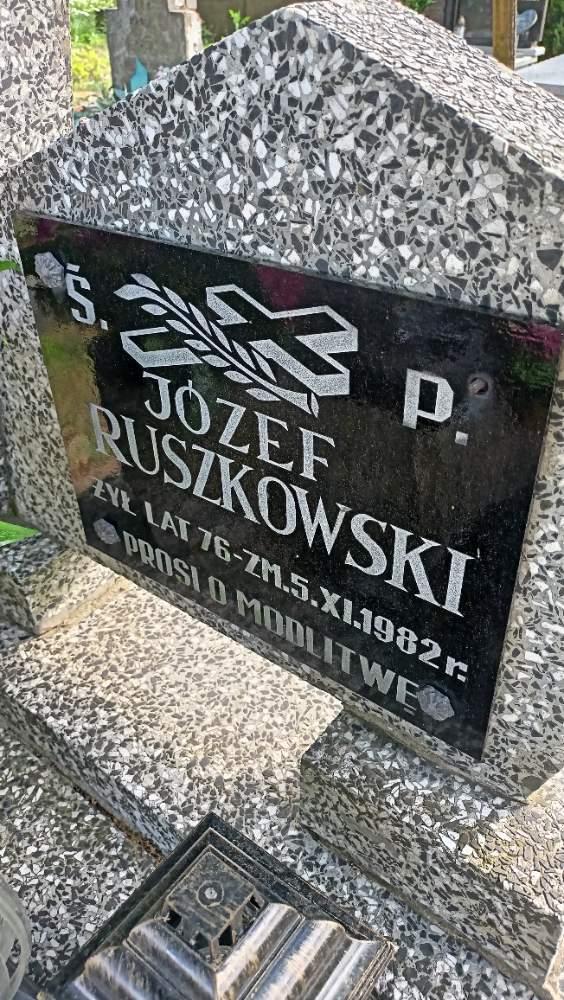 Ś. P.
JÓZEF
RUSZKOWSKI
ŻYŁ LAT 76-ZM.5.XI.1982r.
PROSI O MODLITWĘ